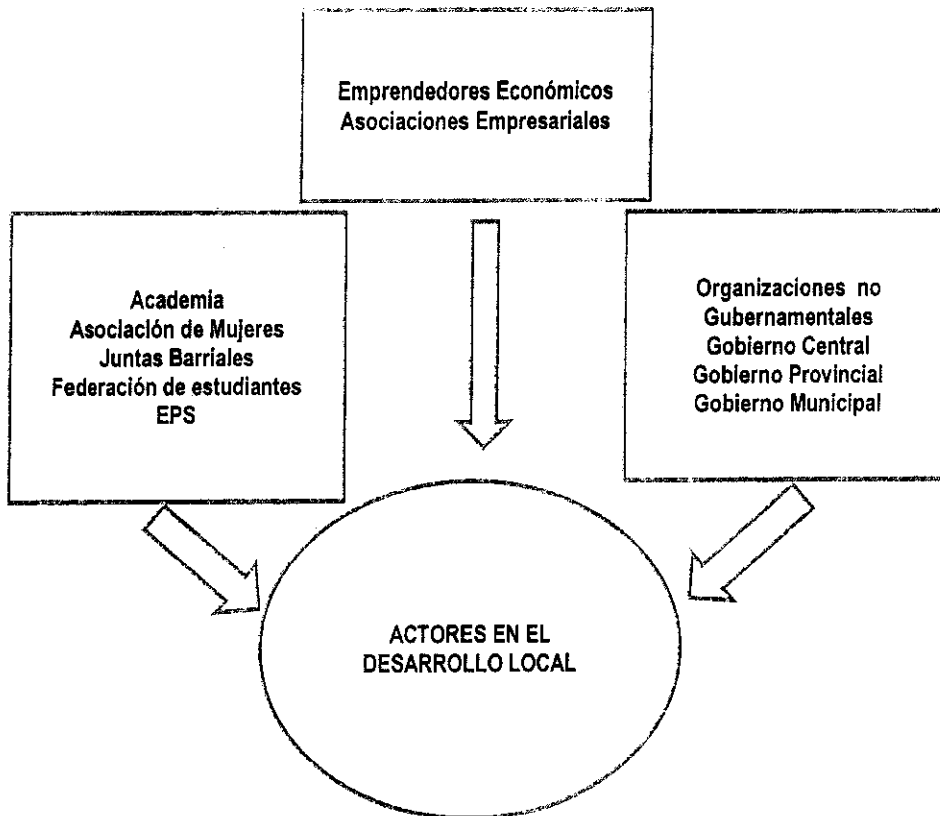 Emprendedores Económicos
Asociaciones Empresariales
Academia
Asociación de Mujeres
Juntas Barriales
Federación de estudiantes
EPS
Organizaciones no
Gubernamentales
Gobierno Central
Gobierno Provincial
Gobierno Municipal
ACTORES EN EL
DESARROLLO LOCAL